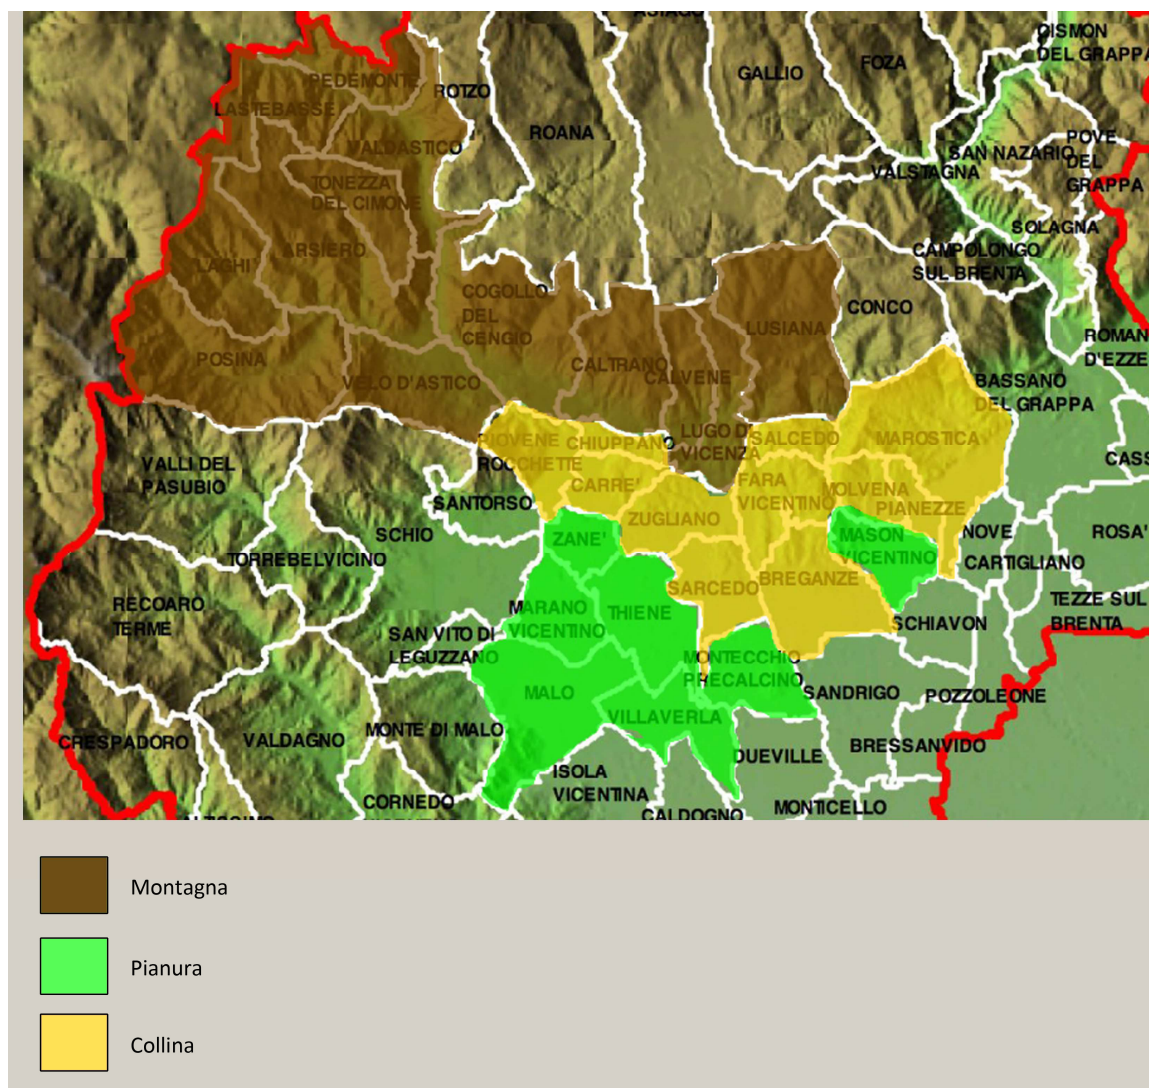 ASIAGO
CISMON
DEL GRAPPA
FOZA
GALLIO
PEDEMONTE
ROTZO
LASTEBASSE
ROANA
VALDASTICO
POVE
DEL
GRAPPA
SAN NAZARIO
VALSTAGNA
TONEZZA
DEL CIMONE
SOLAGNA
ARSIERO
LAGHI
CAMPOLONGO
SUL BRENTA
COGOLLO
DEL
CENGIO
CONCO
LUSIANA
ROMAN
D'EZZE
POSINA
CALTRANO
CALVENE
VELO D'ASTICO
BASSANO
DEL GRAPPA
LUGO DI
VICENZA
SALCEDO
MAROSTICA
PIOVENE
ROCCHETTE
CHIUPPANO
CASS
VALLI DEL
PASUBIO
CARRE'
FARA
VICENTINO
MOLVENA
PIANEZZE
SANTORSO
ZUGLIANO
SCHIO
ZANE'
MASON
VICENTINO
NOVE
ROSA'
TORREBELVICINO
CARTIGLIANO
SARCEDO
BREGANZE
RECOARO
TERME
MARANO
VICENTINO
THIENE
TEZZE SUL
BRENTA
SCHIAVON
SAN VITO DI
LEGUZZANO
MONTECCHIO
PRECALCINO
MALO
SANDRIGO
POZZOLEONE
VILLAVERLA
CRESPADORO
VALDAGNO
MONTE DI MALO
DUEVILLE
BRESSANVIDO
ISOLA
VICENTINA
CORNEDO
CALDOGNO
MONTICELLO
Montagna
Pianura
Collina